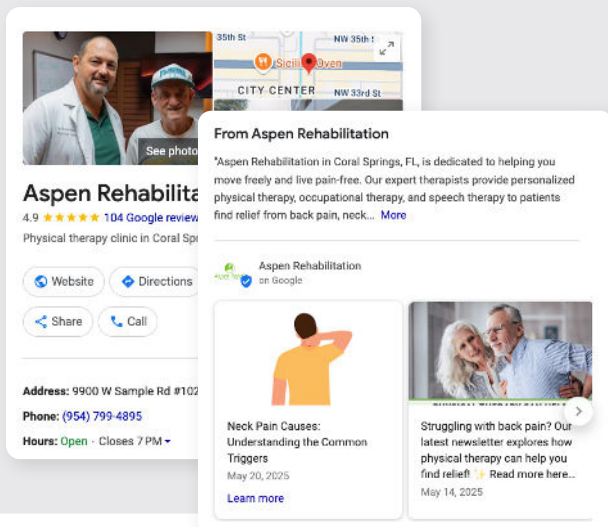 35th St
NW 35th
Sicilian Oven
CITY CENTER
NW 33rd St
See photo
Aspen Rehabilita
4.9
104 Google review
Physical therapy clinic in Coral Spr
Website
Directions
Share
Call
Address: 9900 W Sample Rd #102
Phone: (954) 799-4895
Hours: Open · Closes 7 PM
From Aspen Rehabilitation
"Aspen Rehabilitation in Coral Springs, FL, is dedicated to helping you
move freely and live pain-free. Our expert therapists provide personalized
physical therapy, occupational therapy, and speech therapy to patients
find relief from back pain, neck... More
Aspen Rehabilitation
on Google
Neck Pain Causes:
Understanding the Common
Triggers
May 20, 2025
Learn more
Struggling with back pain? Our
latest newsletter explores how
physical therapy can help you
find relief! ✨ Read more here...
May 14, 2025